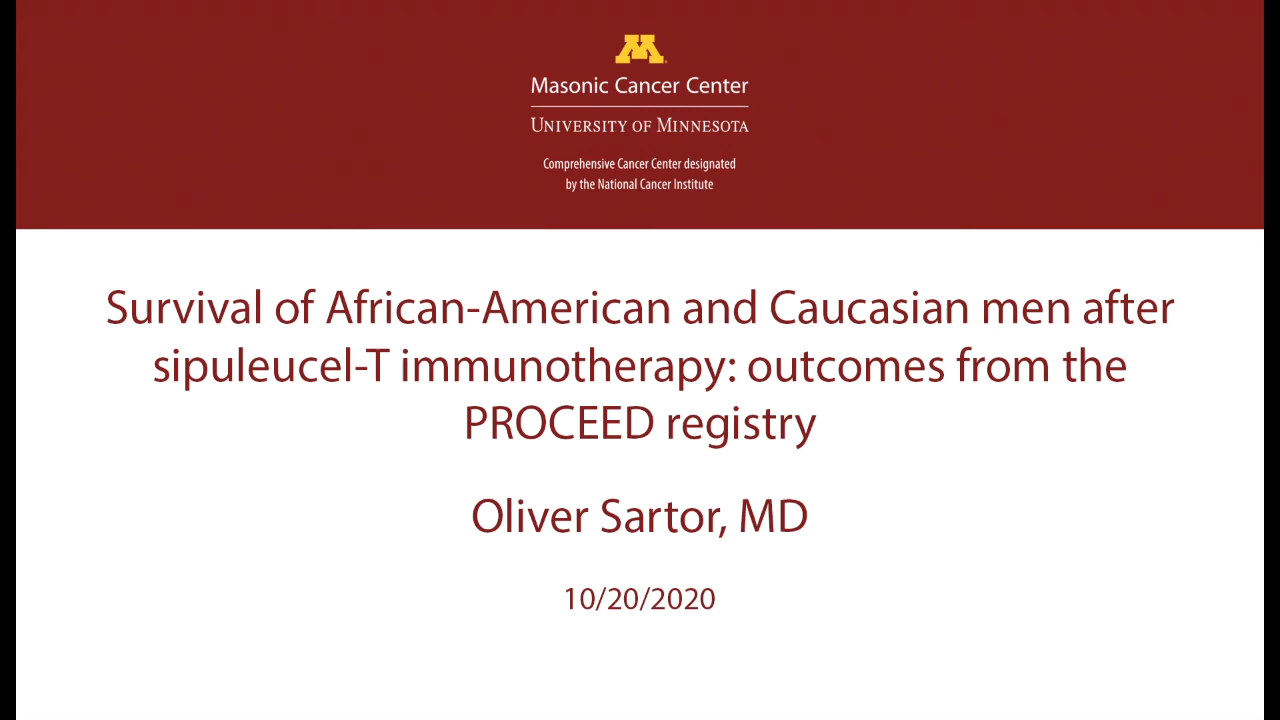 M
Masonic Cancer Center
University of Minnesota
Comprehensive Cancer Center designated
by the National Cancer Institute
Survival of African-American and Caucasian men after
sipuleucel-T immunotherapy: outcomes from the
PROCEED registry
Oliver Sartor, MD
10/20/2020